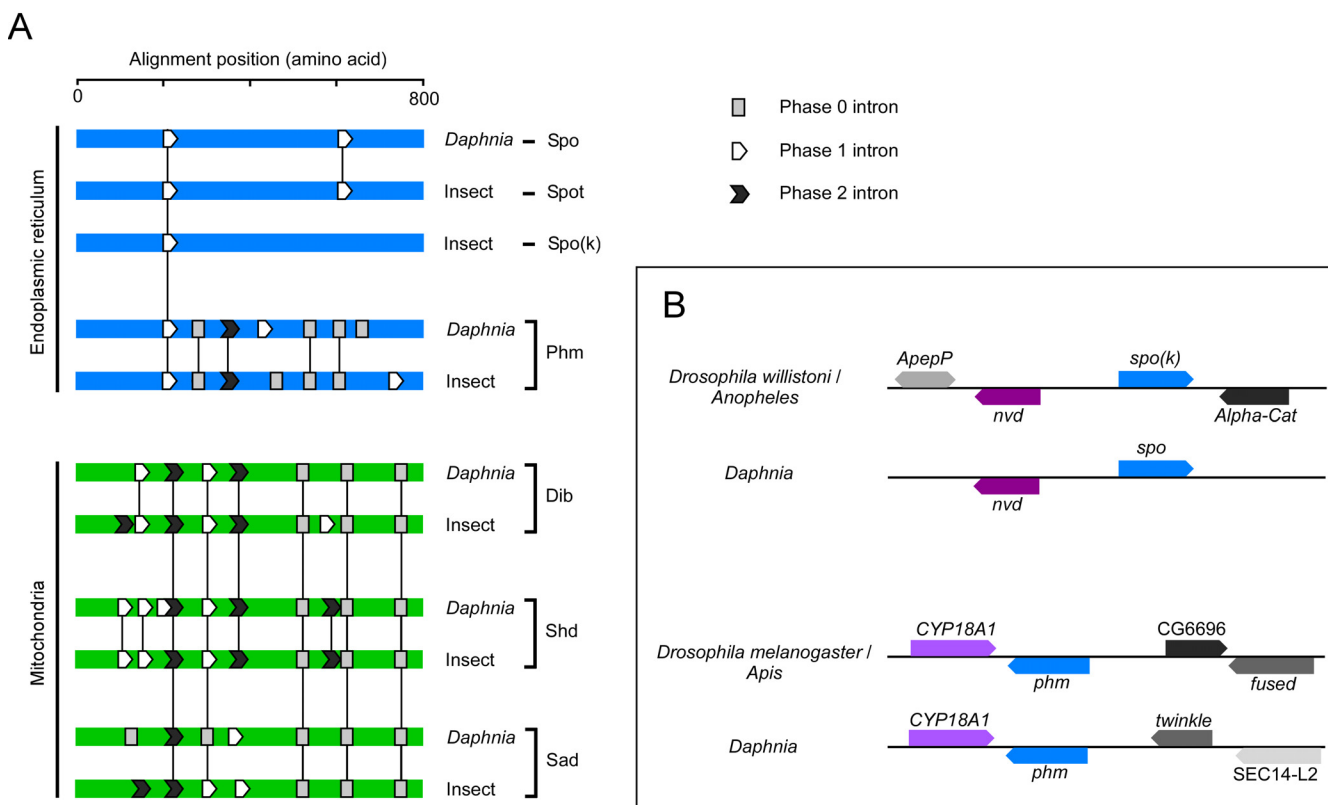 A
Alignment position (amino acid)
0 800
Endoplasmic reticulum
Daphnia – Spo
Insect – Spot
Insect – Spo(k)
Daphnia
Phm
Insect
Mitochondria
Daphnia
Dib
Insect
Daphnia
Shd
Insect
Daphnia
Sad
Insect
Phase 0 intron
Phase 1 intron
Phase 2 intron
B
ApepP spo(k)
Drosophila willistoni /
Anopheles
nvd Alpha-Cat
spo
Daphnia
nvd
CYP18A1 CG6696
Drosophila melanogaster /
Apis
phm fused
CYP18A1 twinkle
Daphnia
phm SEC14-L2